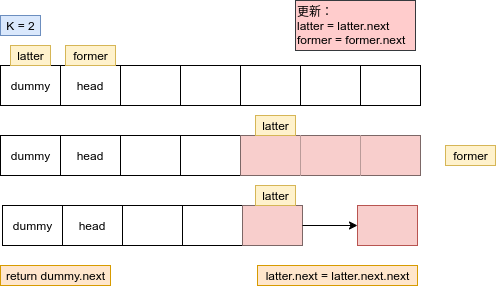 更新：
latter = latter.next
former = former.next
K = 2
latter
former
dummy
head
latter
dummy
head
former
latter
dummy
head
return dummy.next
latter.next = latter.next.next